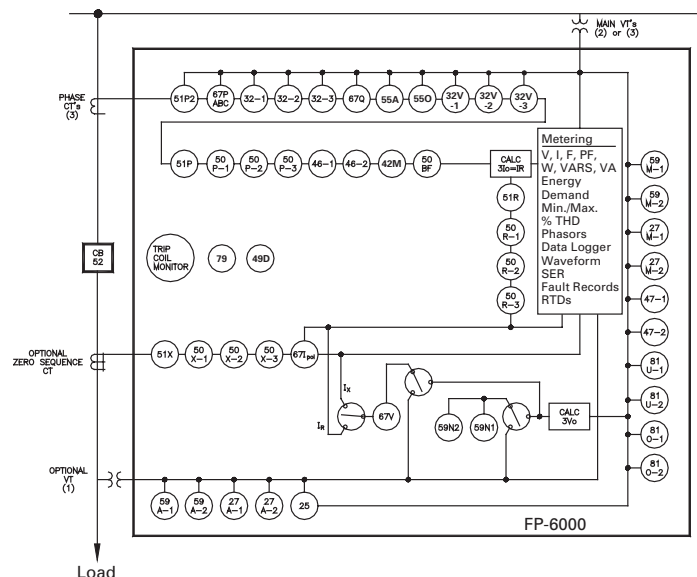 MAIN VT's
(2) or (3)
PHASE
CT's
(3)
51P2
67P
ABC
32-1
32-2
32-3
67Q
55A
55O
32V
-1
32V
-2
32V
-3
51P
50
P-1
50
P-2
50
P-3
46-1
46-2
42M
50
BF
CALC
3Io=IR
Metering
V, I, F, PF,
W, VARS, VA
Energy
Demand
Min./Max.
% THD
Phasors
Data Logger
Waveform
SER
Fault Records
RTDs
51R
50
R-1
50
R-2
50
R-3
59
M-1
59
M-2
27
M-1
27
M-2
47-1
47-2
81
U-1
81
U-2
81
O-1
81
O-2
CB
52
TRIP
COIL
MONITOR
79
49D
OPTIONAL
ZERO SEQUENCE
CT
51X
50
X-1
50
X-2
50
X-3
67Ipol
IX
IR
67V
59N2
59N1
CALC
3Vo
OPTIONAL
VT
(1)
59
A-1
59
A-2
27
A-1
27
A-2
25
FP-6000
Load